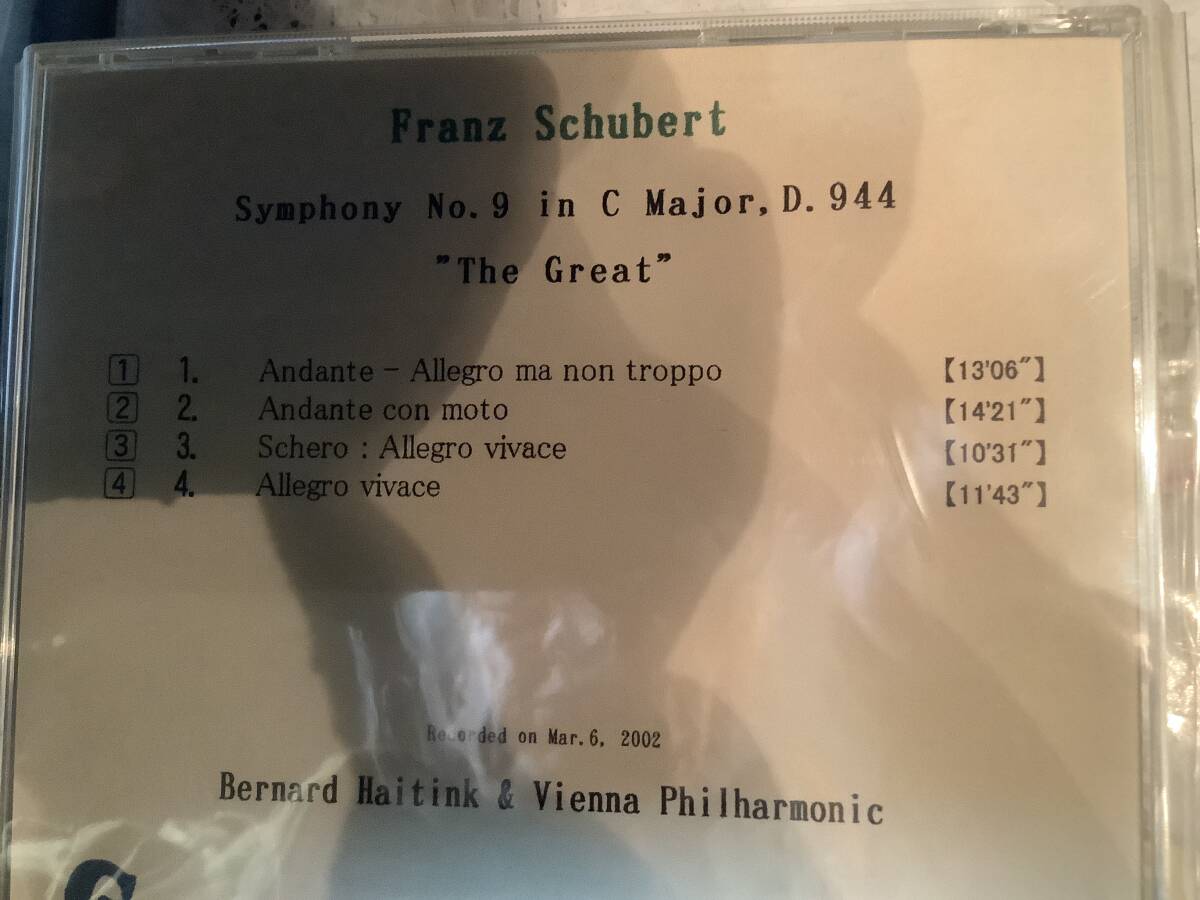 Franz Schubert
Symphony No. 9 in C Major, D. 944
"The Great"
1 1. Andante - Allegro ma non troppo 【13'06"】
2 2. Andante con moto 【14'21"】
3 3. Schero : Allegro vivace 【10'31"】
4 4. Allegro vivace 【11'43"】
Recorded on Mar. 6, 2002
Bernard Haitink & Vienna Philharmonic